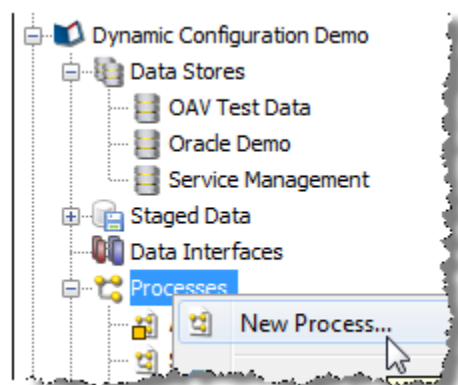 Dynamic Configuration Demo
Data Stores
OAV Test Data
Oracle Demo
Service Management
Staged Data
Data Interfaces
Processes
New Process...